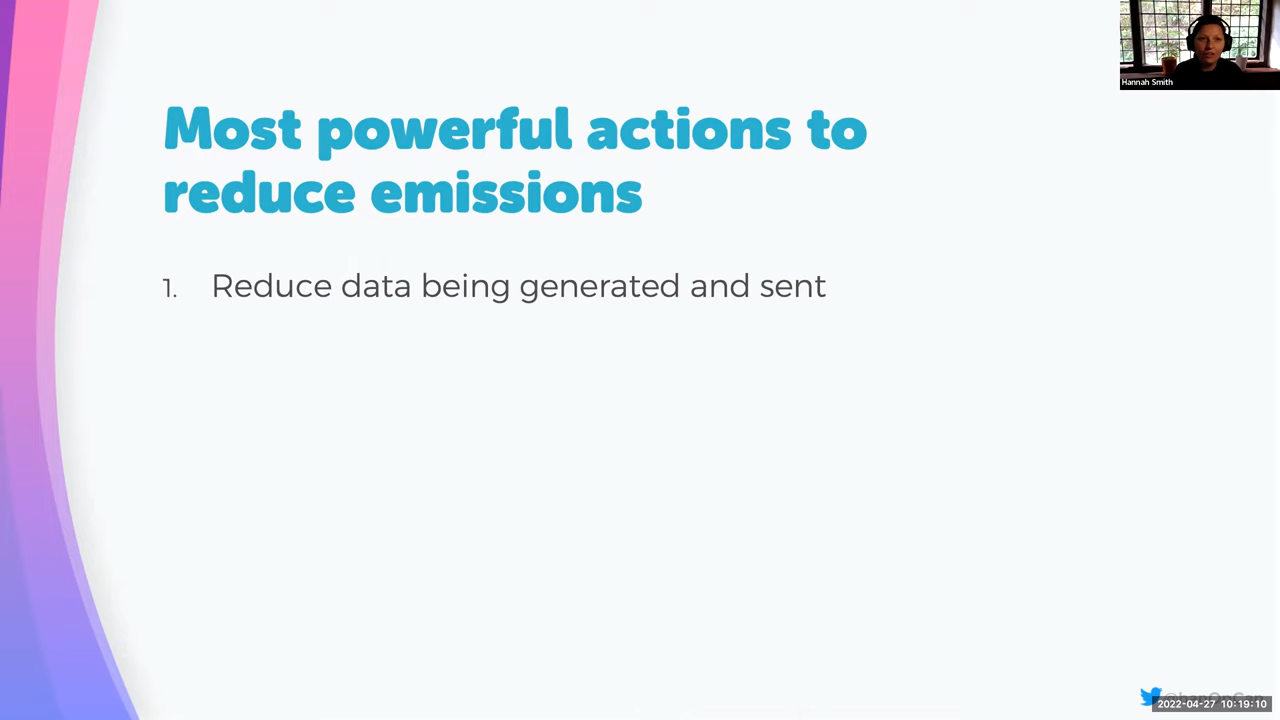 Hannah Smith
Most powerful actions to
reduce emissions
1. Reduce data being generated and sent
2022-04-27 10:19:10